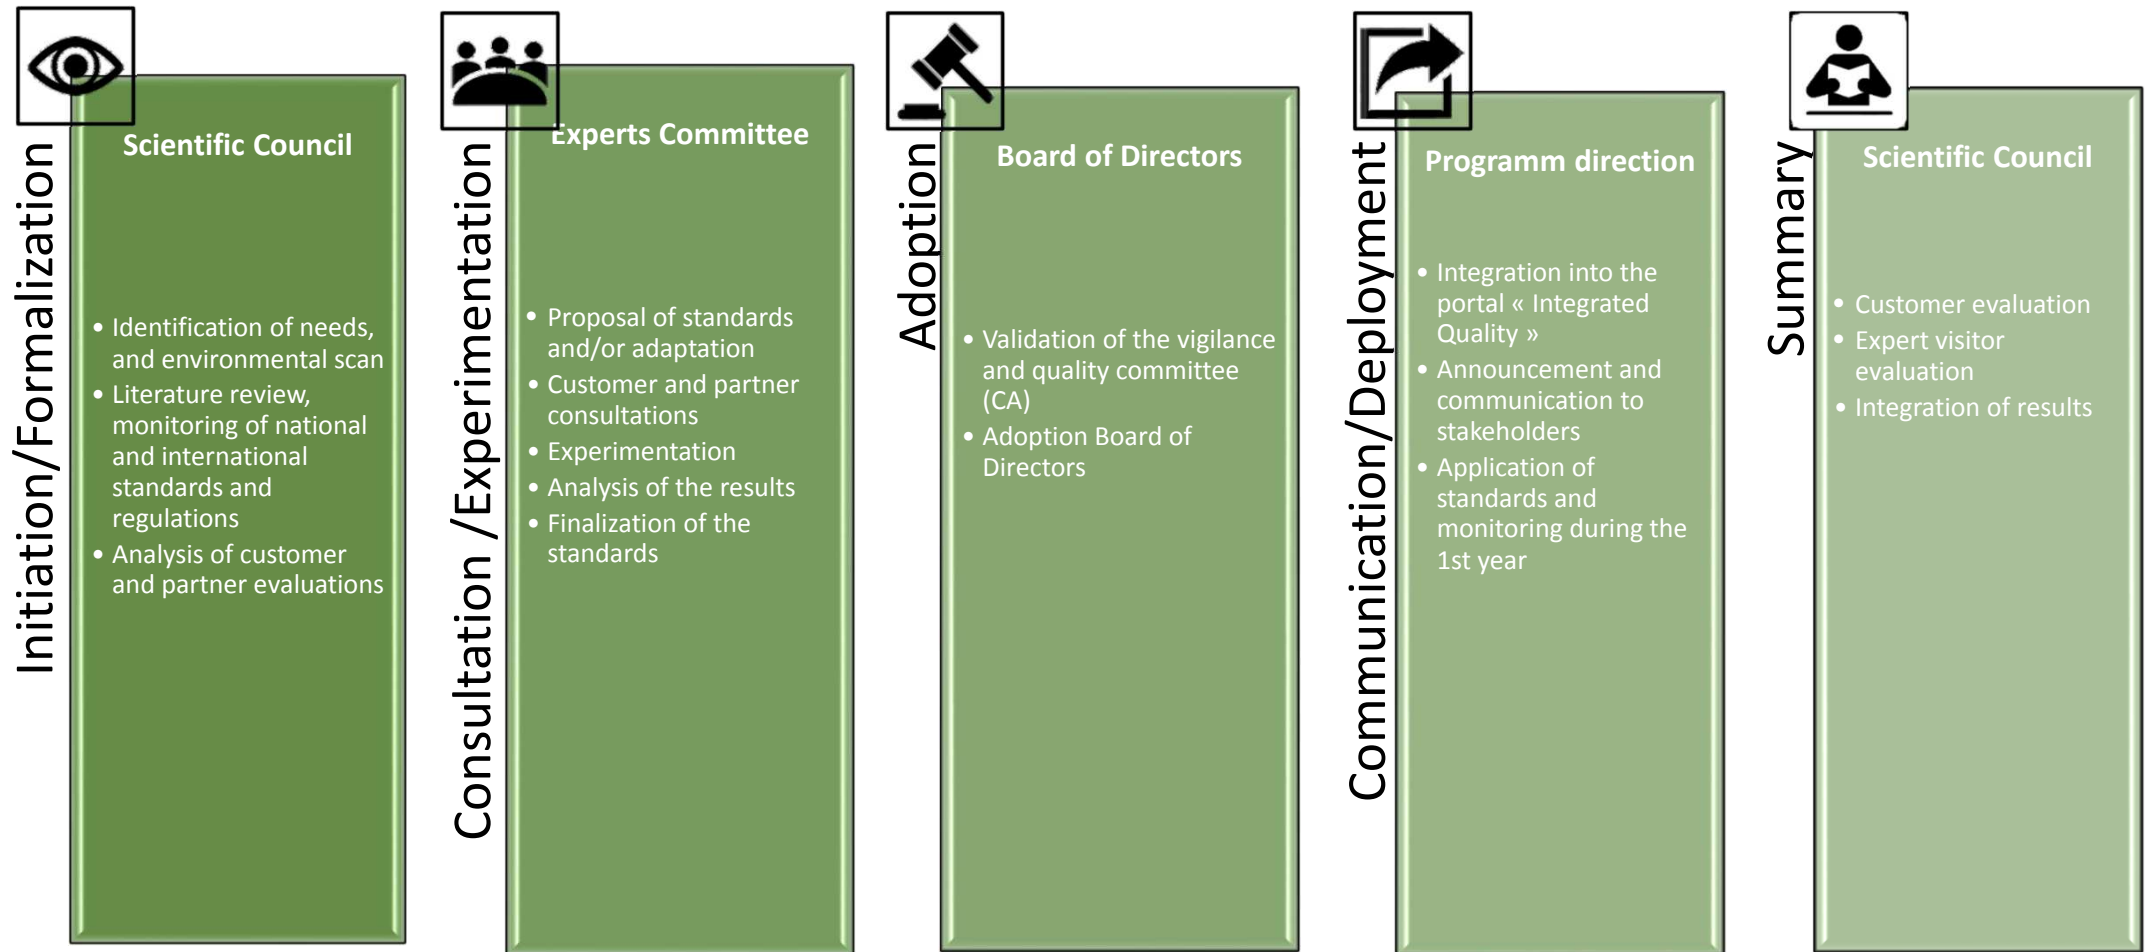 Initiation/Formalization
Scientific Council
• Identification of needs,
and environmental scan
• Literature review,
monitoring of national
and international
standards and
regulations
• Analysis of customer
and partner evaluations
Consultation /Experimentation
Experts Committee
• Proposal of standards
and/or adaptation
• Customer and partner
consultations
• Experimentation
• Analysis of the results
• Finalization of the
standards
Adoption
Board of Directors
• Validation of the vigilance
and quality committee
(CA)
• Adoption Board of
Directors
Communication/Deployment
Programm direction
• Integration into the
portal « Integrated
Quality »
• Announcement and
communication to
stakeholders
• Application of
standards and
monitoring during the
1st year
Summary
Scientific Council
• Customer evaluation
• Expert visitor
evaluation
• Integration of results